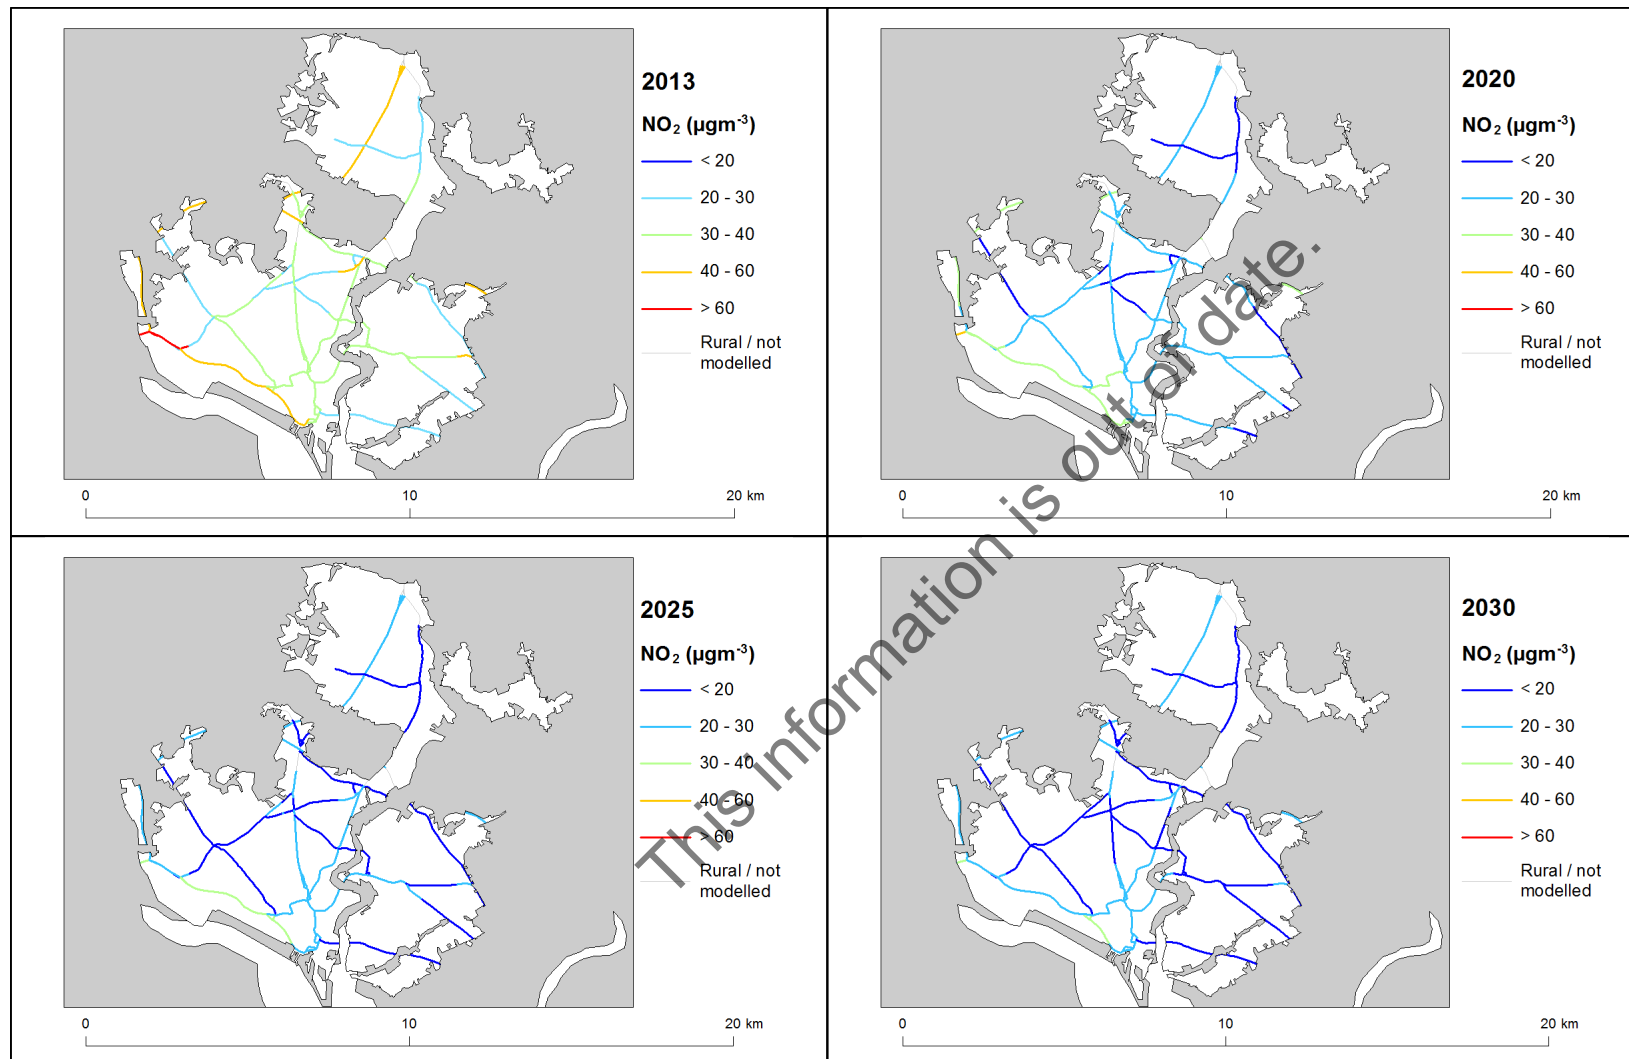 2013
NO₂ (µgm⁻³)
< 20
20 - 30
30 - 40
40 - 60
> 60
Rural / not
modelled
0 10 20 km
2020
NO₂ (µgm⁻³)
< 20
20 - 30
30 - 40
40 - 60
> 60
Rural / not
modelled
0 10 20 km
2025
NO₂ (µgm⁻³)
< 20
20 - 30
30 - 40
40 - 60
> 60
Rural / not
modelled
0 10 20 km
2030
NO₂ (µgm⁻³)
< 20
20 - 30
30 - 40
40 - 60
> 60
Rural / not
modelled
0 10 20 km
This information is out of date.